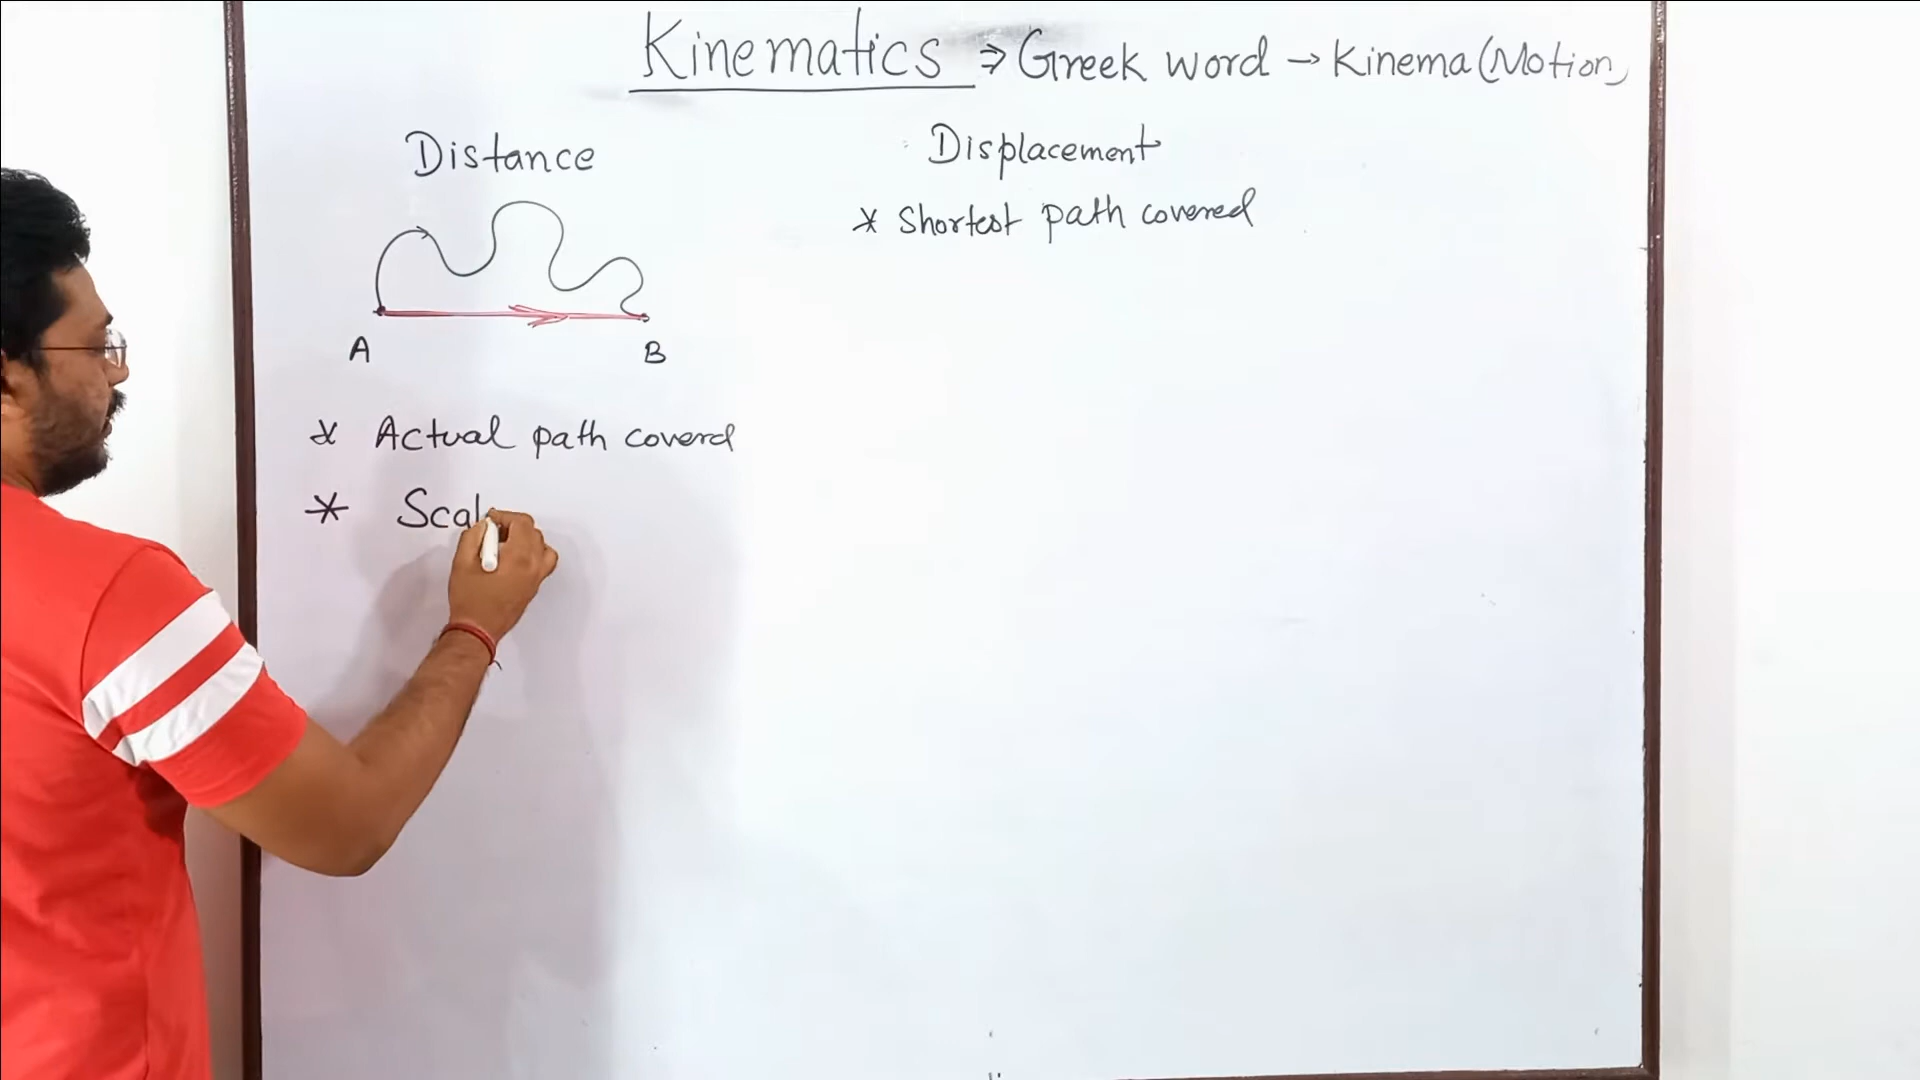 Kinematics ⇒ Greek word → Kinema (Motion)
Distance
A B
* Actual path coverd
* Scal
Displacement
* Shortest path covered